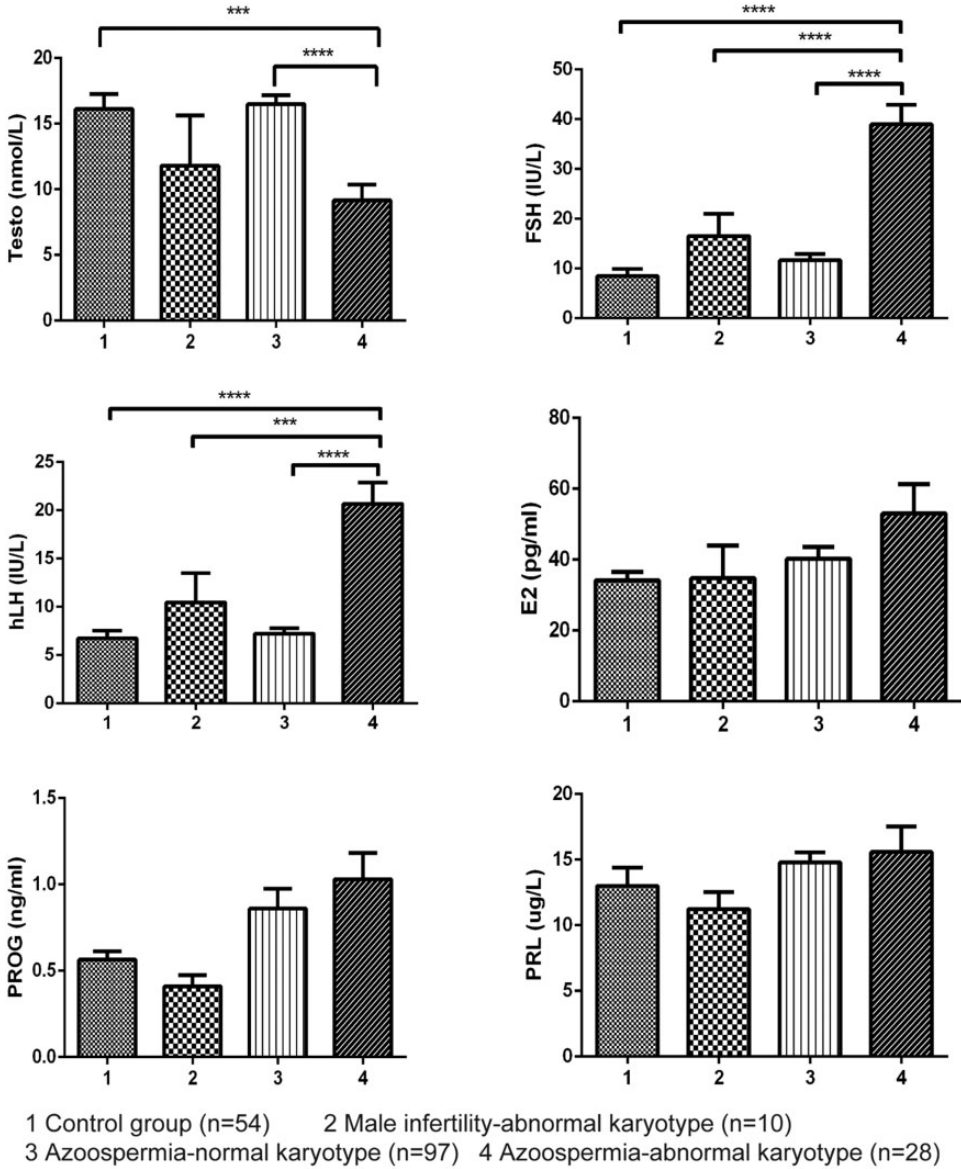 ***
****
20
15
10
5
0
Testo (nmol/L)
1 2 3 4
****
****
****
50
40
30
20
10
0
FSH (IU/L)
1 2 3 4
****
***
****
25
20
15
10
5
0
hLH (IU/L)
1 2 3 4
80
60
40
20
0
E2 (pg/ml)
1 2 3 4
1.5
1.0
0.5
0.0
PROG (ng/ml)
1 2 3 4
20
15
10
5
0
PRL (ug/L)
1 2 3 4
1 Control group (n=54) 2 Male infertility-abnormal karyotype (n=10)
3 Azoospermia-normal karyotype (n=97) 4 Azoospermia-abnormal karyotype (n=28)